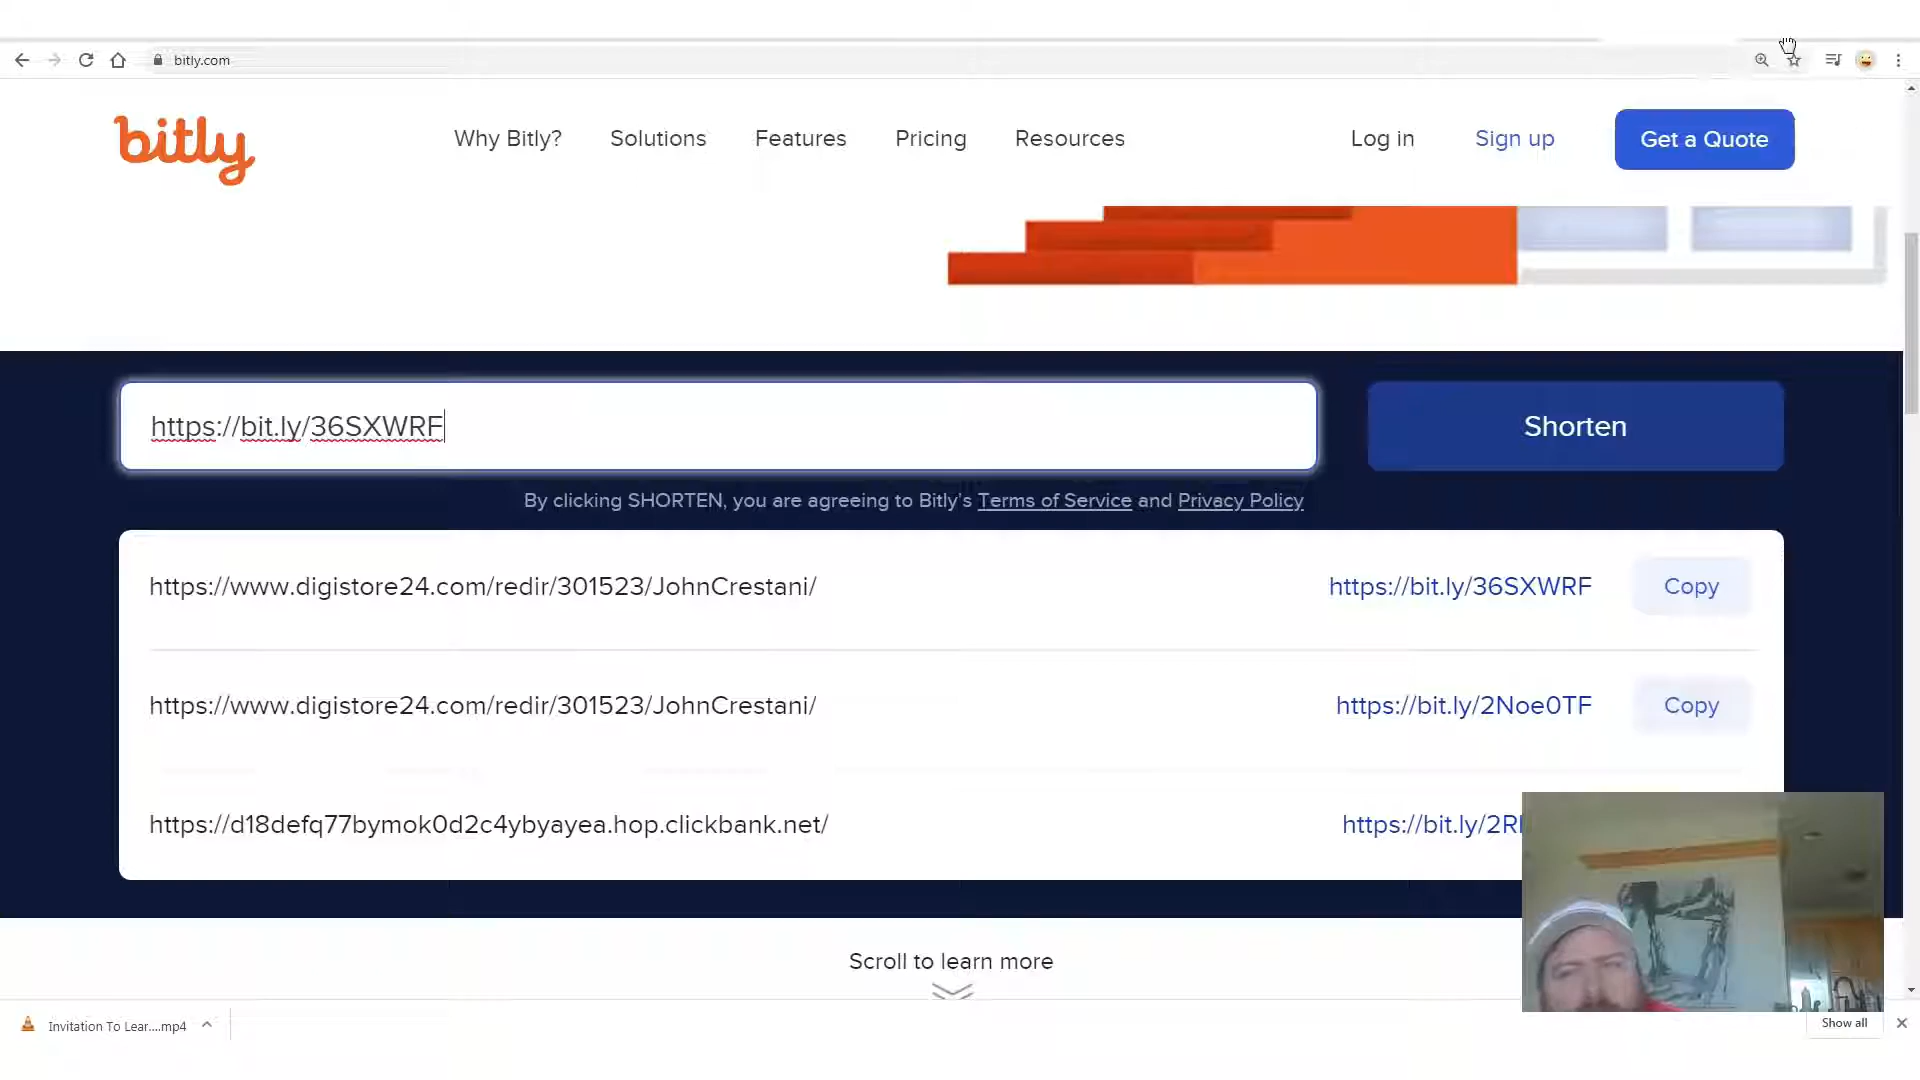 bitly.com
bitly
Why Bitly?
Solutions
Features
Pricing
Resources
Log in
Sign up
Get a Quote
https://bit.ly/36SXWRF
Shorten
By clicking SHORTEN, you are agreeing to Bitly's Terms of Service and Privacy Policy
https://www.digistore24.com/redir/301523/JohnCrestani/
https://bit.ly/36SXWRF
Copy
https://www.digistore24.com/redir/301523/JohnCrestani/
https://bit.ly/2Noe0TF
Copy
https://d18defq77bymok0d2c4ybyayea.hop.clickbank.net/
Scroll to learn more
Invitation To Lear....mp4
Show all